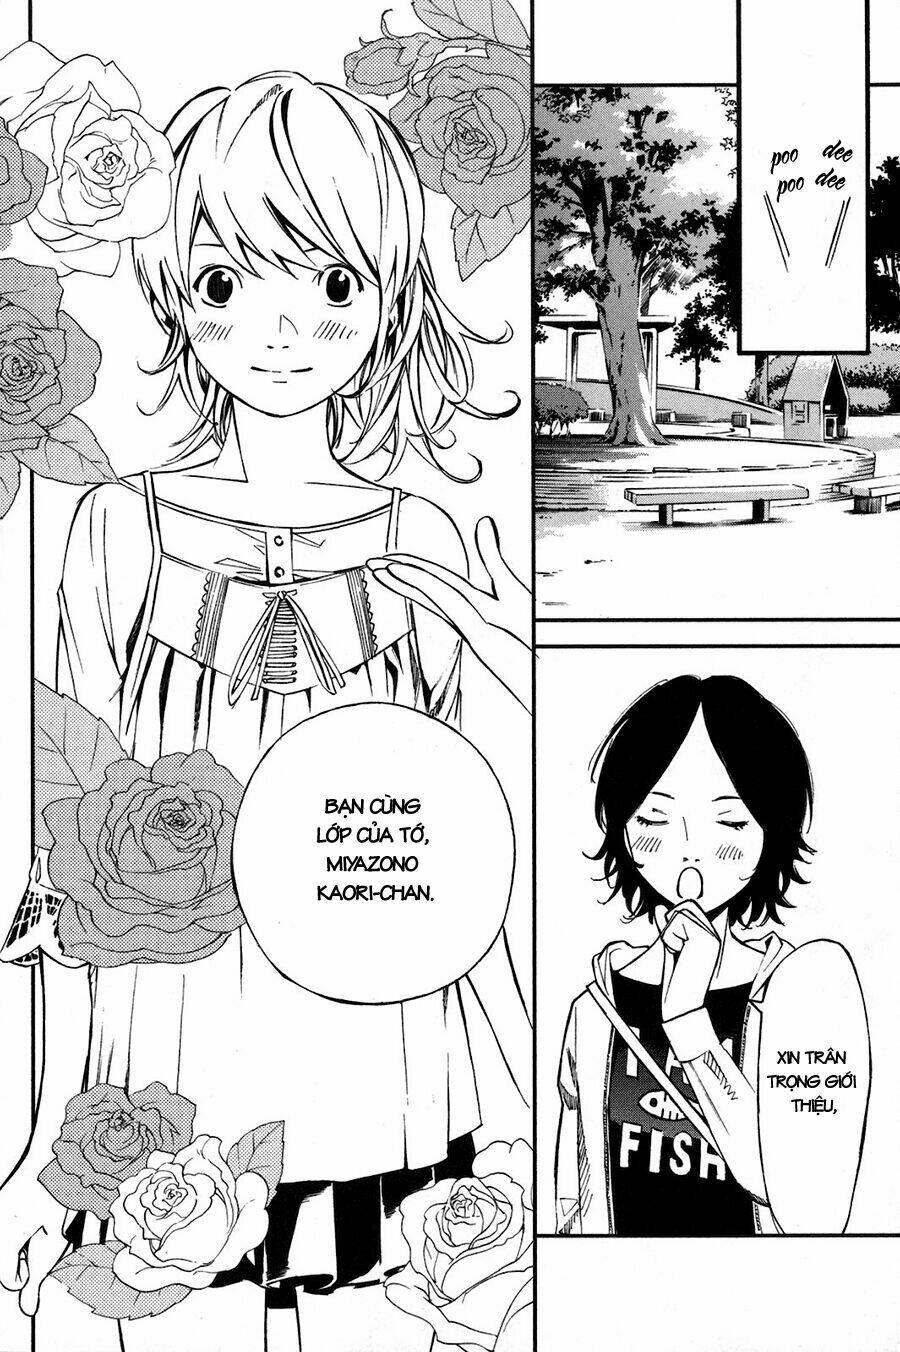 poo dee
poo dee
XIN TRÂN
TRỌNG GIỚI
THIỆU,
FISH
BẠN CÙNG
LỚP CỦA TỚ,
MIYAZONO
KAORI-CHAN.